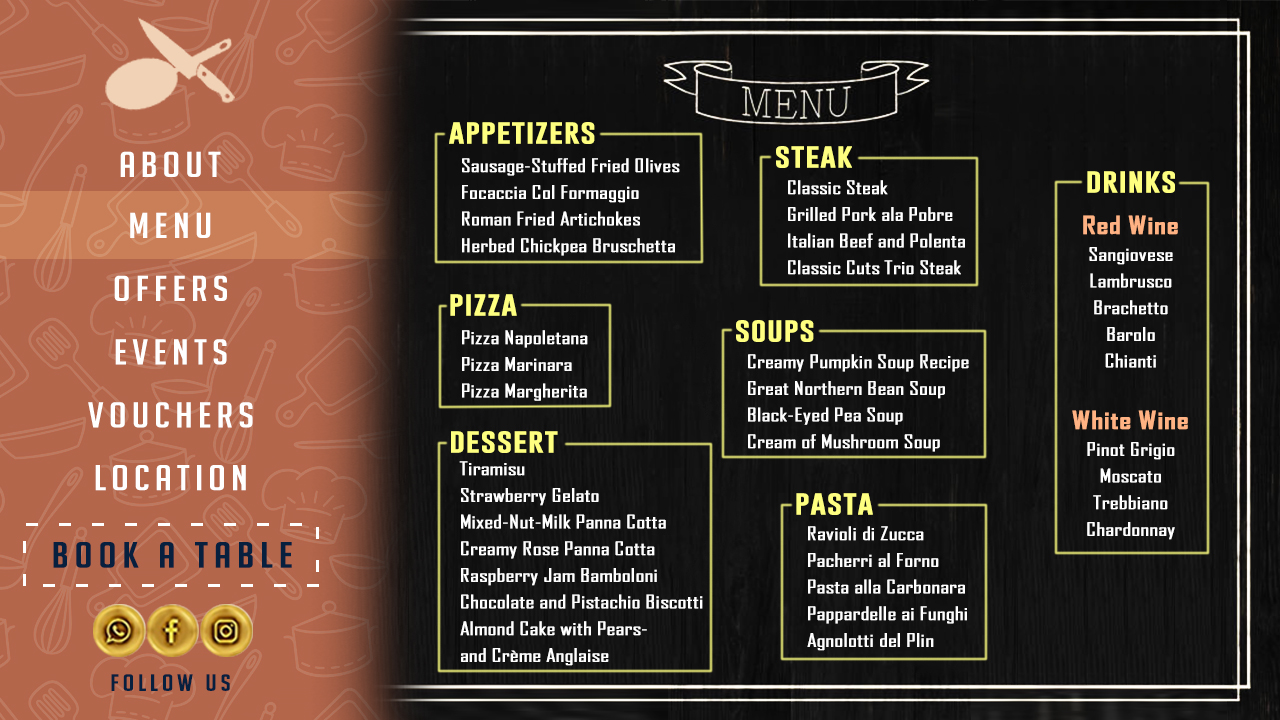 ABOUT
MENU
OFFERS
EVENTS
VOUCHERS
LOCATION
BOOK A TABLE
FOLLOW US
MENU
APPETIZERS
Sausage-Stuffed Fried Olives
Focaccia Col Formaggio
Roman Fried Artichokes
Herbed Chickpea Bruschetta
PIZZA
Pizza Napoletana
Pizza Marinara
Pizza Margherita
DESSERT
Tiramisu
Strawberry Gelato
Mixed-Nut-Milk Panna Cotta
Creamy Rose Panna Cotta
Raspberry Jam Bamboloni
Chocolate and Pistachio Biscotti
Almond Cake with Pears-
and Crème Anglaise
STEAK
Classic Steak
Grilled Pork ala Pobre
Italian Beef and Polenta
Classic Cuts Trio Steak
SOUPS
Creamy Pumpkin Soup Recipe
Great Northern Bean Soup
Black-Eyed Pea Soup
Cream of Mushroom Soup
PASTA
Ravioli di Zucca
Pacherri al Forno
Pasta alla Carbonara
Pappardelle ai Funghi
Agnolotti del Plin
DRINKS
Red Wine
Sangiovese
Lambrusco
Brachetto
Barolo
Chianti
White Wine
Pinot Grigio
Moscato
Trebbiano
Chardonnay